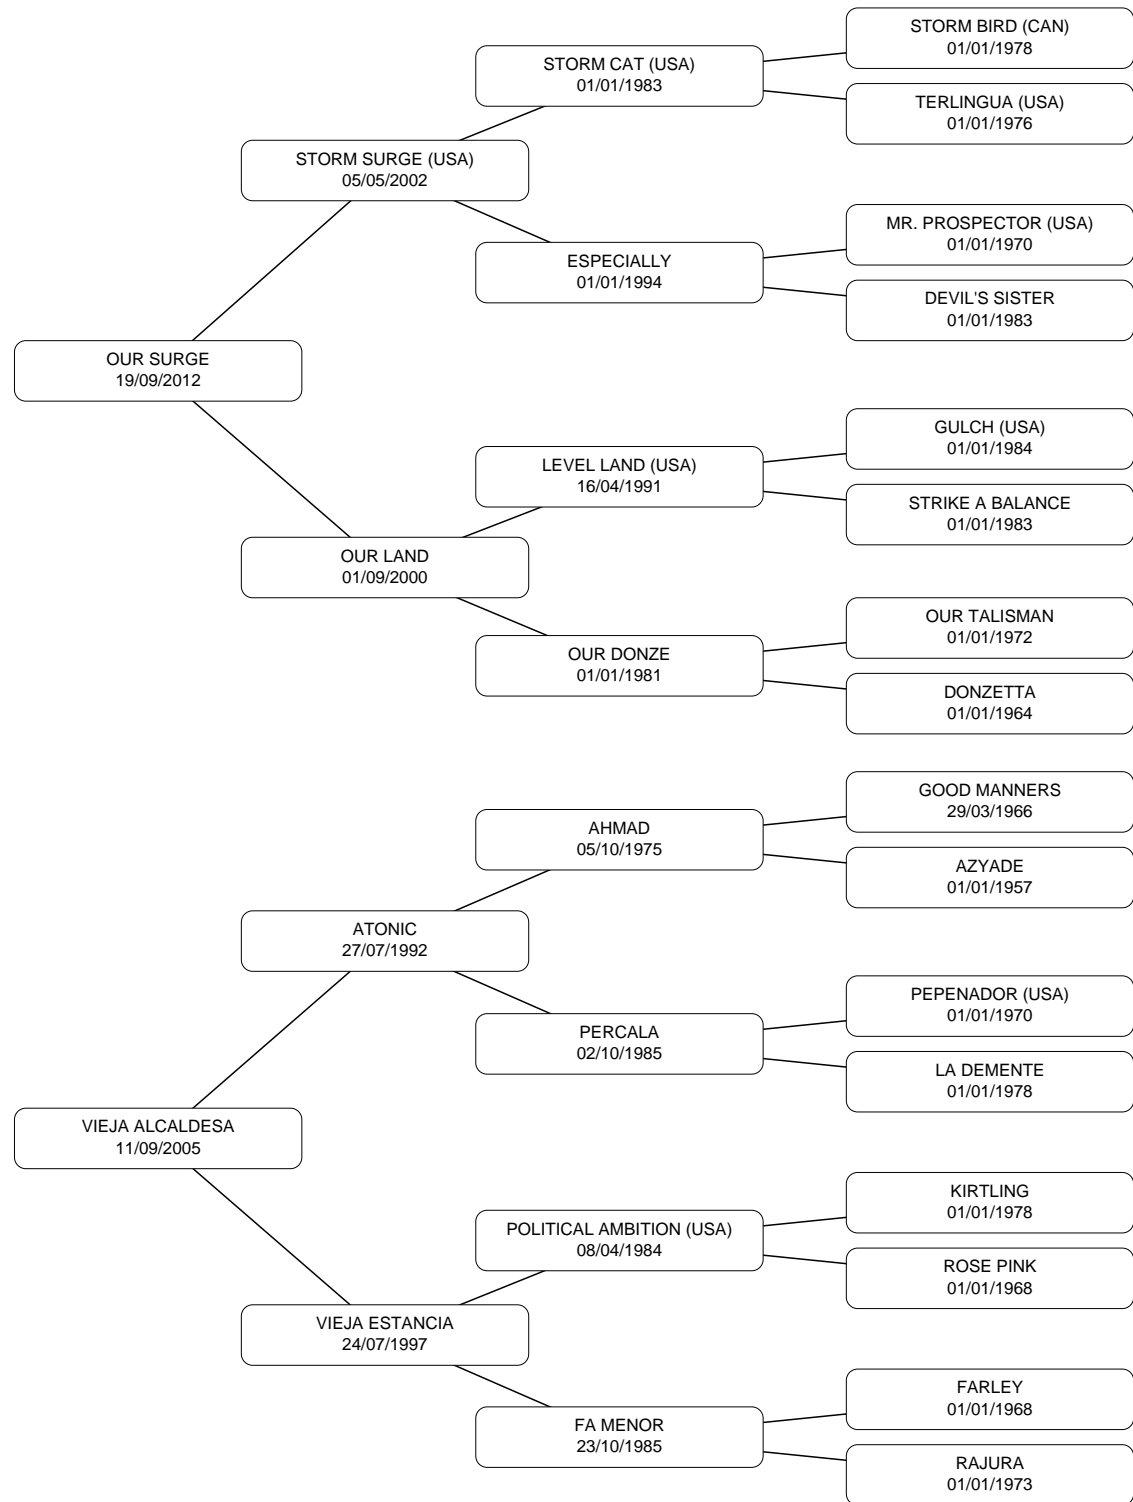 STORM BIRD (CAN)
01/01/1978
STORM CAT (USA)
01/01/1983
TERLINGUA (USA)
01/01/1976
STORM SURGE (USA)
05/05/2002
MR. PROSPECTOR (USA)
01/01/1970
ESPECIALLY
01/01/1994
DEVIL'S SISTER
01/01/1983
OUR SURGE
19/09/2012
GULCH (USA)
01/01/1984
LEVEL LAND (USA)
16/04/1991
STRIKE A BALANCE
01/01/1983
OUR LAND
01/09/2000
OUR TALISMAN
01/01/1972
OUR DONZE
01/01/1981
DONZETTA
01/01/1964
GOOD MANNERS
29/03/1966
AHMAD
05/10/1975
AZYADE
01/01/1957
ATONIC
27/07/1992
PEPENADOR (USA)
01/01/1970
PERCALA
02/10/1985
LA DEMENTE
01/01/1978
VIEJA ALCALDESA
11/09/2005
KIRTLING
01/01/1978
POLITICAL AMBITION (USA)
08/04/1984
ROSE PINK
01/01/1968
VIEJA ESTANCIA
24/07/1997
FARLEY
01/01/1968
FA MENOR
23/10/1985
RAJURA
01/01/1973